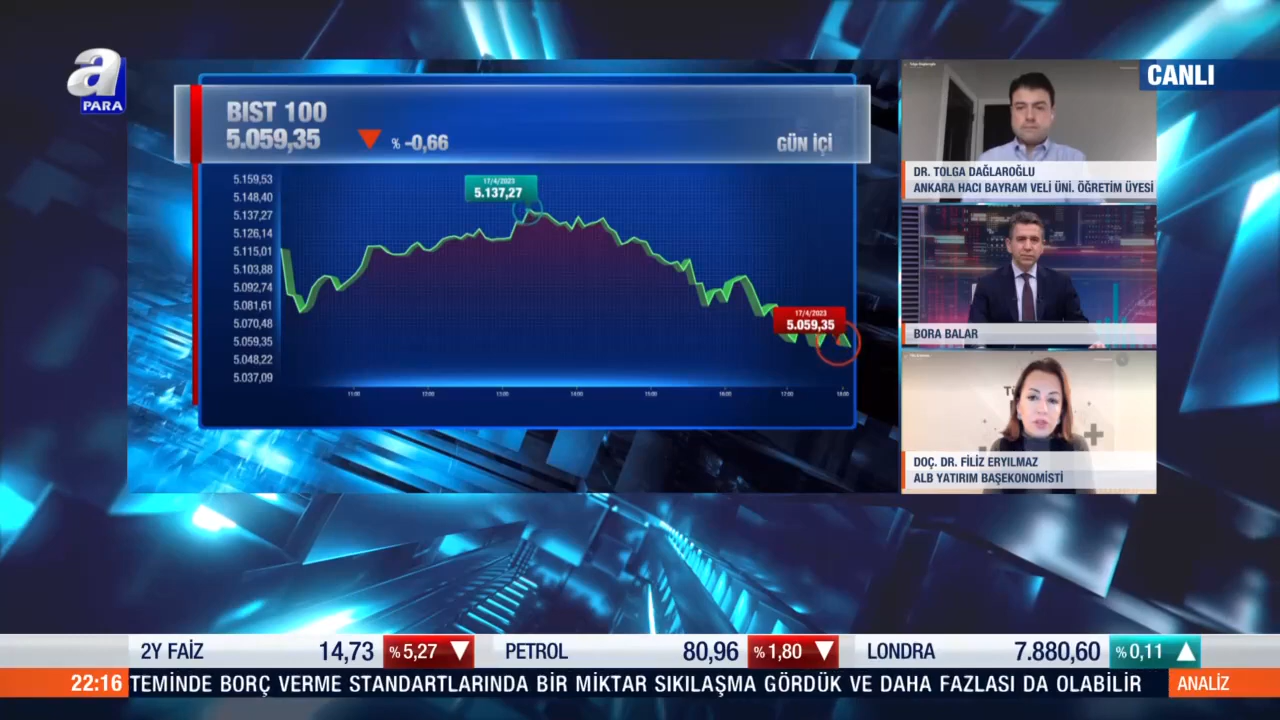 a
PARA
BIST 100
5.059,35
% -0,66
GÜN İÇİ
5.159,53
5.148,40
5.137,27
5.126,14
5.115,01
5.103,88
5.092,74
5.081,61
5.070,48
5.059,35
5.048,22
5.037,09
17/4/2023
5.137,27
17/4/2023
5.059,35
11:00 12:00 13:00 14:00 15:00 16:00 17:00 18:00
CANLI
DR. TOLGA DAĞLAROĞLU
ANKARA HACI BAYRAM VELİ ÜNİ. ÖĞRETİM ÜYESİ
BORA BALAR
DOÇ. DR. FİLİZ ERYILMAZ
ALB YATIRIM BAŞEKONOMİSTİ
2Y FAİZ 14,73 % 5,27 PETROL 80,96 % 1,80 LONDRA 7.880,60 % 0,11
22:16 TEMİNDE BORÇ VERME STANDARTLARINDA BİR MİKTAR SIKILAŞMA GÖRDÜK VE DAHA FAZLASI DA OLABİLİR ANALİZ